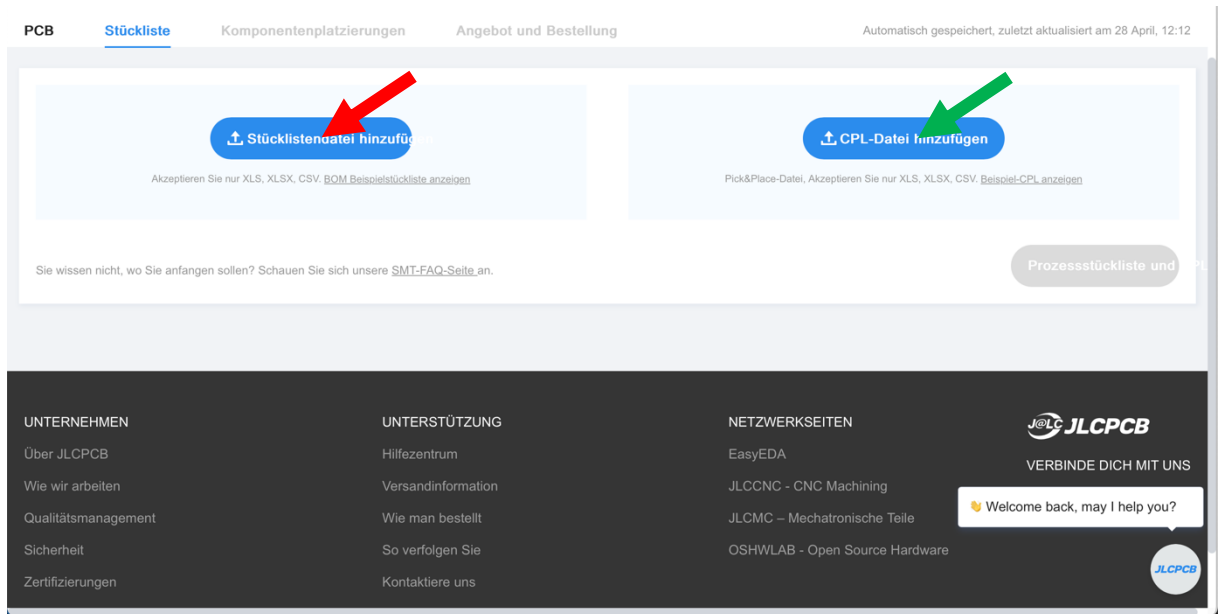 PCB Stückliste Komponentenplatzierungen Angebot und Bestellung Automatisch gespeichert, zuletzt aktualisiert am 28 April, 12:12
Stücklistendatei hinzufügen
CPL-Datei hinzufügen
Akzeptieren Sie nur XLS, XLSX, CSV. BOM Beispielstückliste anzeigen
Pick&Place-Datei, Akzeptieren Sie nur XLS, XLSX, CSV. Beispiel-CPL anzeigen
Sie wissen nicht, wo Sie anfangen sollen? Schauen Sie sich unsere SMT-FAQ-Seite an.
Prozessstückliste und
UNTERNEHMEN
Über JLCPCB
Wie wir arbeiten
Qualitätsmanagement
Sicherheit
Zertifizierungen
UNTERSTÜTZUNG
Hilfezentrum
Versandinformation
Wie man bestellt
So verfolgen Sie
Kontaktiere uns
NETZWERKSEITEN
EasyEDA
JLCCNC - CNC Machining
JLCMC – Mechatronische Teile
OSHWLAB - Open Source Hardware
J@LC JLCPCB
VERBINDE DICH MIT UNS
👋 Welcome back, may I help you?
JLCPCB